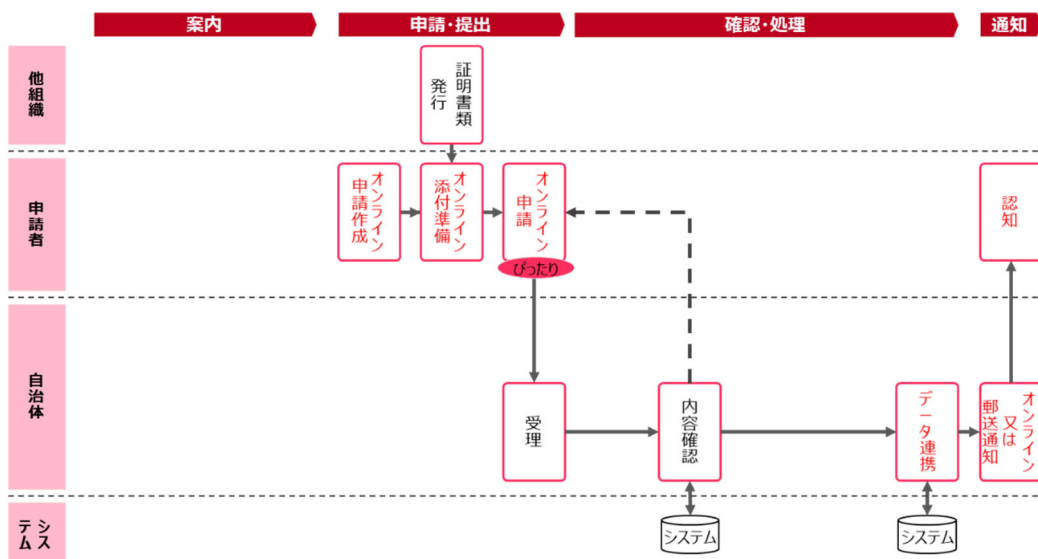 案内
申請・提出
確認・処理
通知
他組織
証明書類
発行
申請者
オンライン
申請作成
オンライン
添付準備
オンライン
申請
ぴったり
認知
自治体
受理
内容確認
データ連携
オンライン
又は
郵送通知
シス
テム
システム
システム